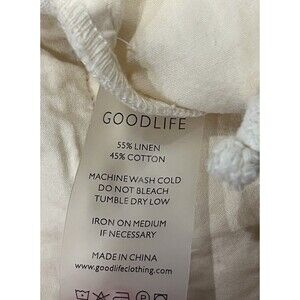 GOODLIFE
55% LINEN
45% COTTON
MACHINE WASH COLD
DO NOT BLEACH
TUMBLE DRY LOW
IRON ON MEDIUM
IF NECESSARY
MADE IN CHINA
www.goodlifeclothing.com